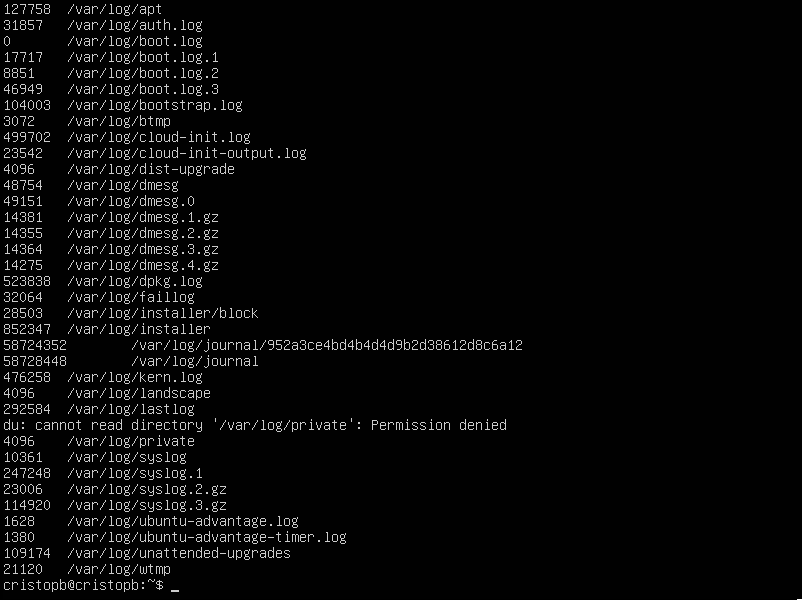 127758  /var/log/apt
31857   /var/log/auth.log
0       /var/log/boot.log
17717   /var/log/boot.log.1
8851    /var/log/boot.log.2
46949   /var/log/boot.log.3
104003  /var/log/bootstrap.log
3072    /var/log/btmp
499702  /var/log/cloud-init.log
23542   /var/log/cloud-init-output.log
4096    /var/log/dist-upgrade
48754   /var/log/dmesg
49151   /var/log/dmesg.0
14381   /var/log/dmesg.1.gz
14355   /var/log/dmesg.2.gz
14364   /var/log/dmesg.3.gz
14275   /var/log/dmesg.4.gz
523838  /var/log/dpkg.log
32064   /var/log/faillog
28503   /var/log/installer/block
852347  /var/log/installer
58724352        /var/log/journal/952a3ce4bd4b4d4d9b2d38612d8c6a12
58728448        /var/log/journal
476258  /var/log/kern.log
4096    /var/log/landscape
292584  /var/log/lastlog
du: cannot read directory '/var/log/private': Permission denied
4096    /var/log/private
10361   /var/log/syslog
247248  /var/log/syslog.1
23006   /var/log/syslog.2.gz
114920  /var/log/syslog.3.gz
1628    /var/log/ubuntu-advantage.log
1380    /var/log/ubuntu-advantage-timer.log
109174  /var/log/unattended-upgrades
21120   /var/log/wtmp
cristopb@cristopb:~$ _